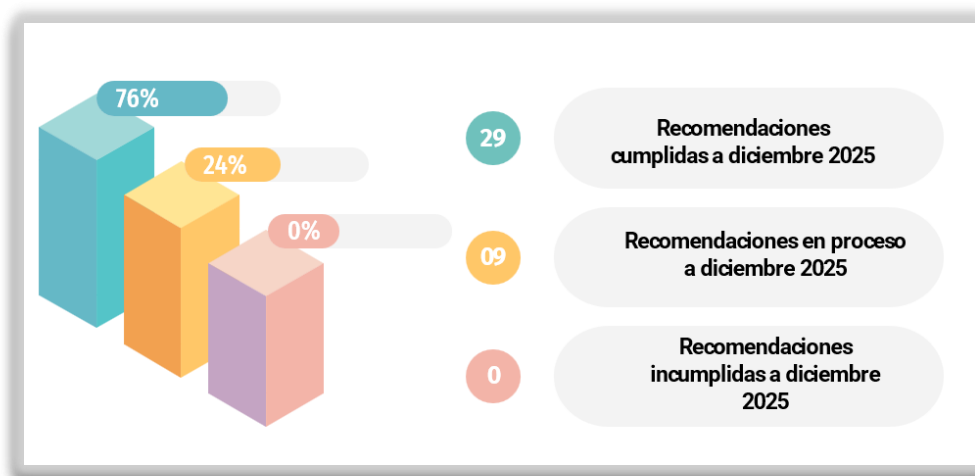 76%
24%
0%
29
Recomendaciones
cumplidas a diciembre 2025
09
Recomendaciones en proceso
a diciembre 2025
0
Recomendaciones
incumplidas a diciembre
2025